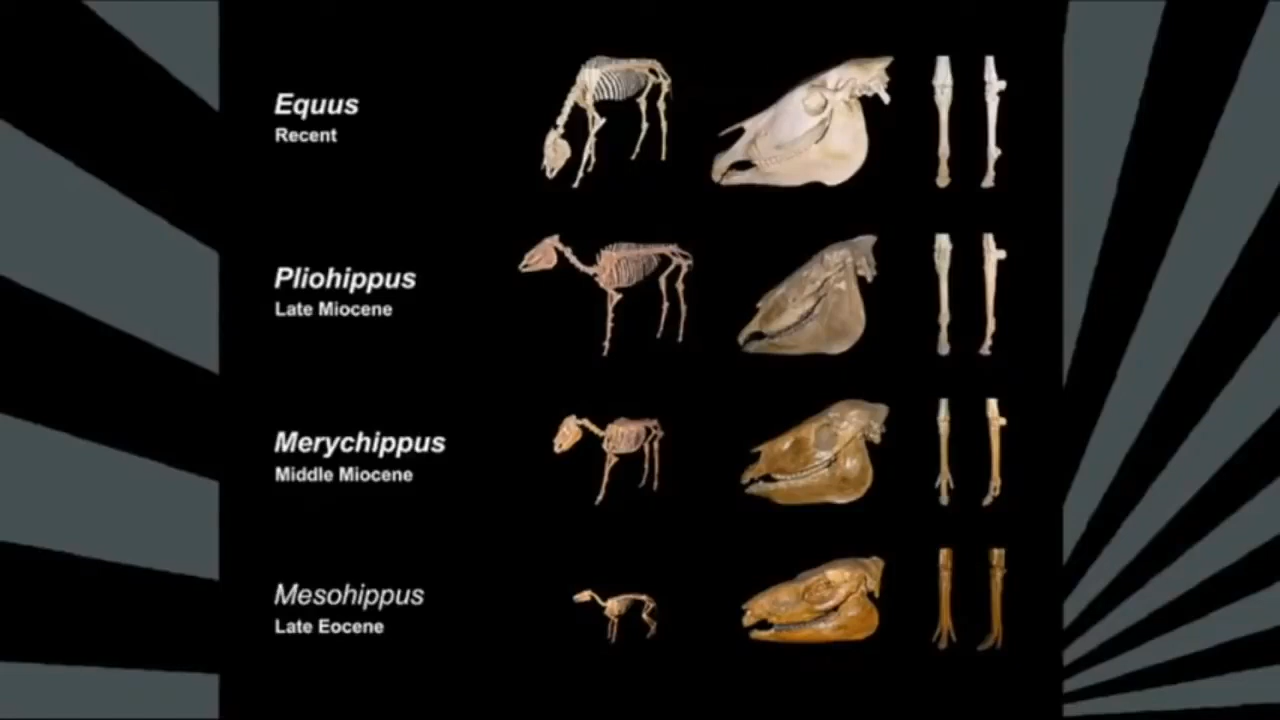 Equus
Recent
Pliohippus
Late Miocene
Merychippus
Middle Miocene
Mesohippus
Late Eocene